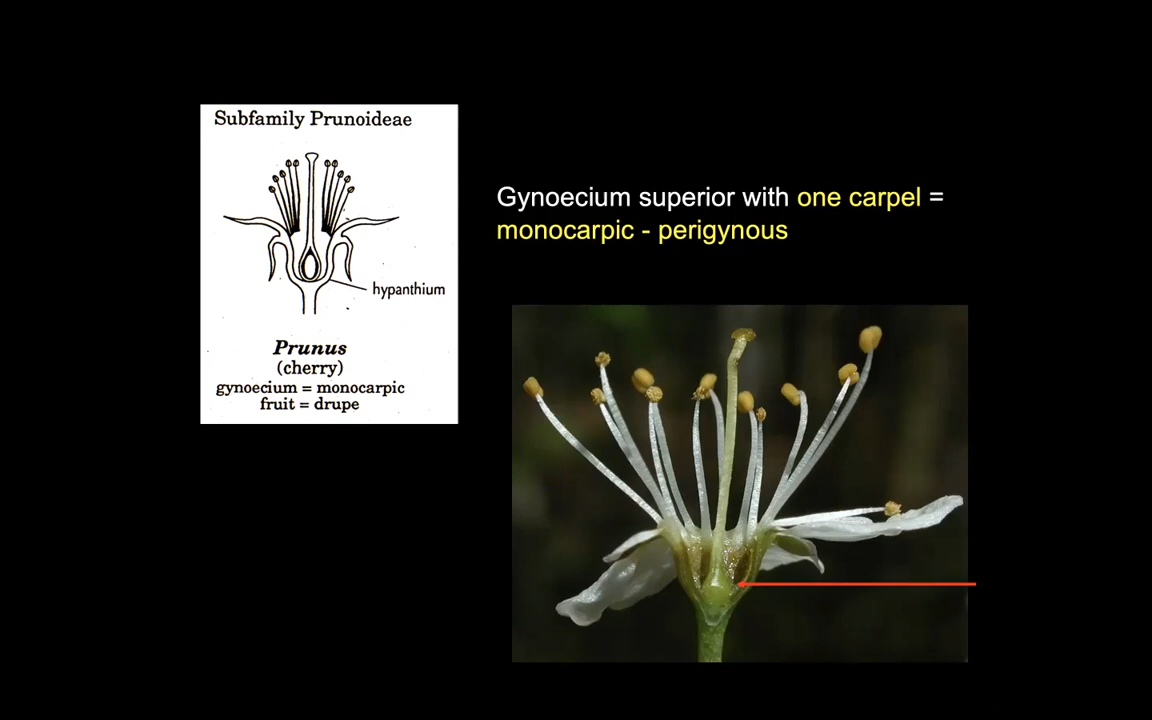 Subfamily Prunoideae
hypanthium
Prunus
(cherry)
gynoecium = monocarpic
fruit = drupe
Gynoecium superior with one carpel =
monocarpic - perigynous